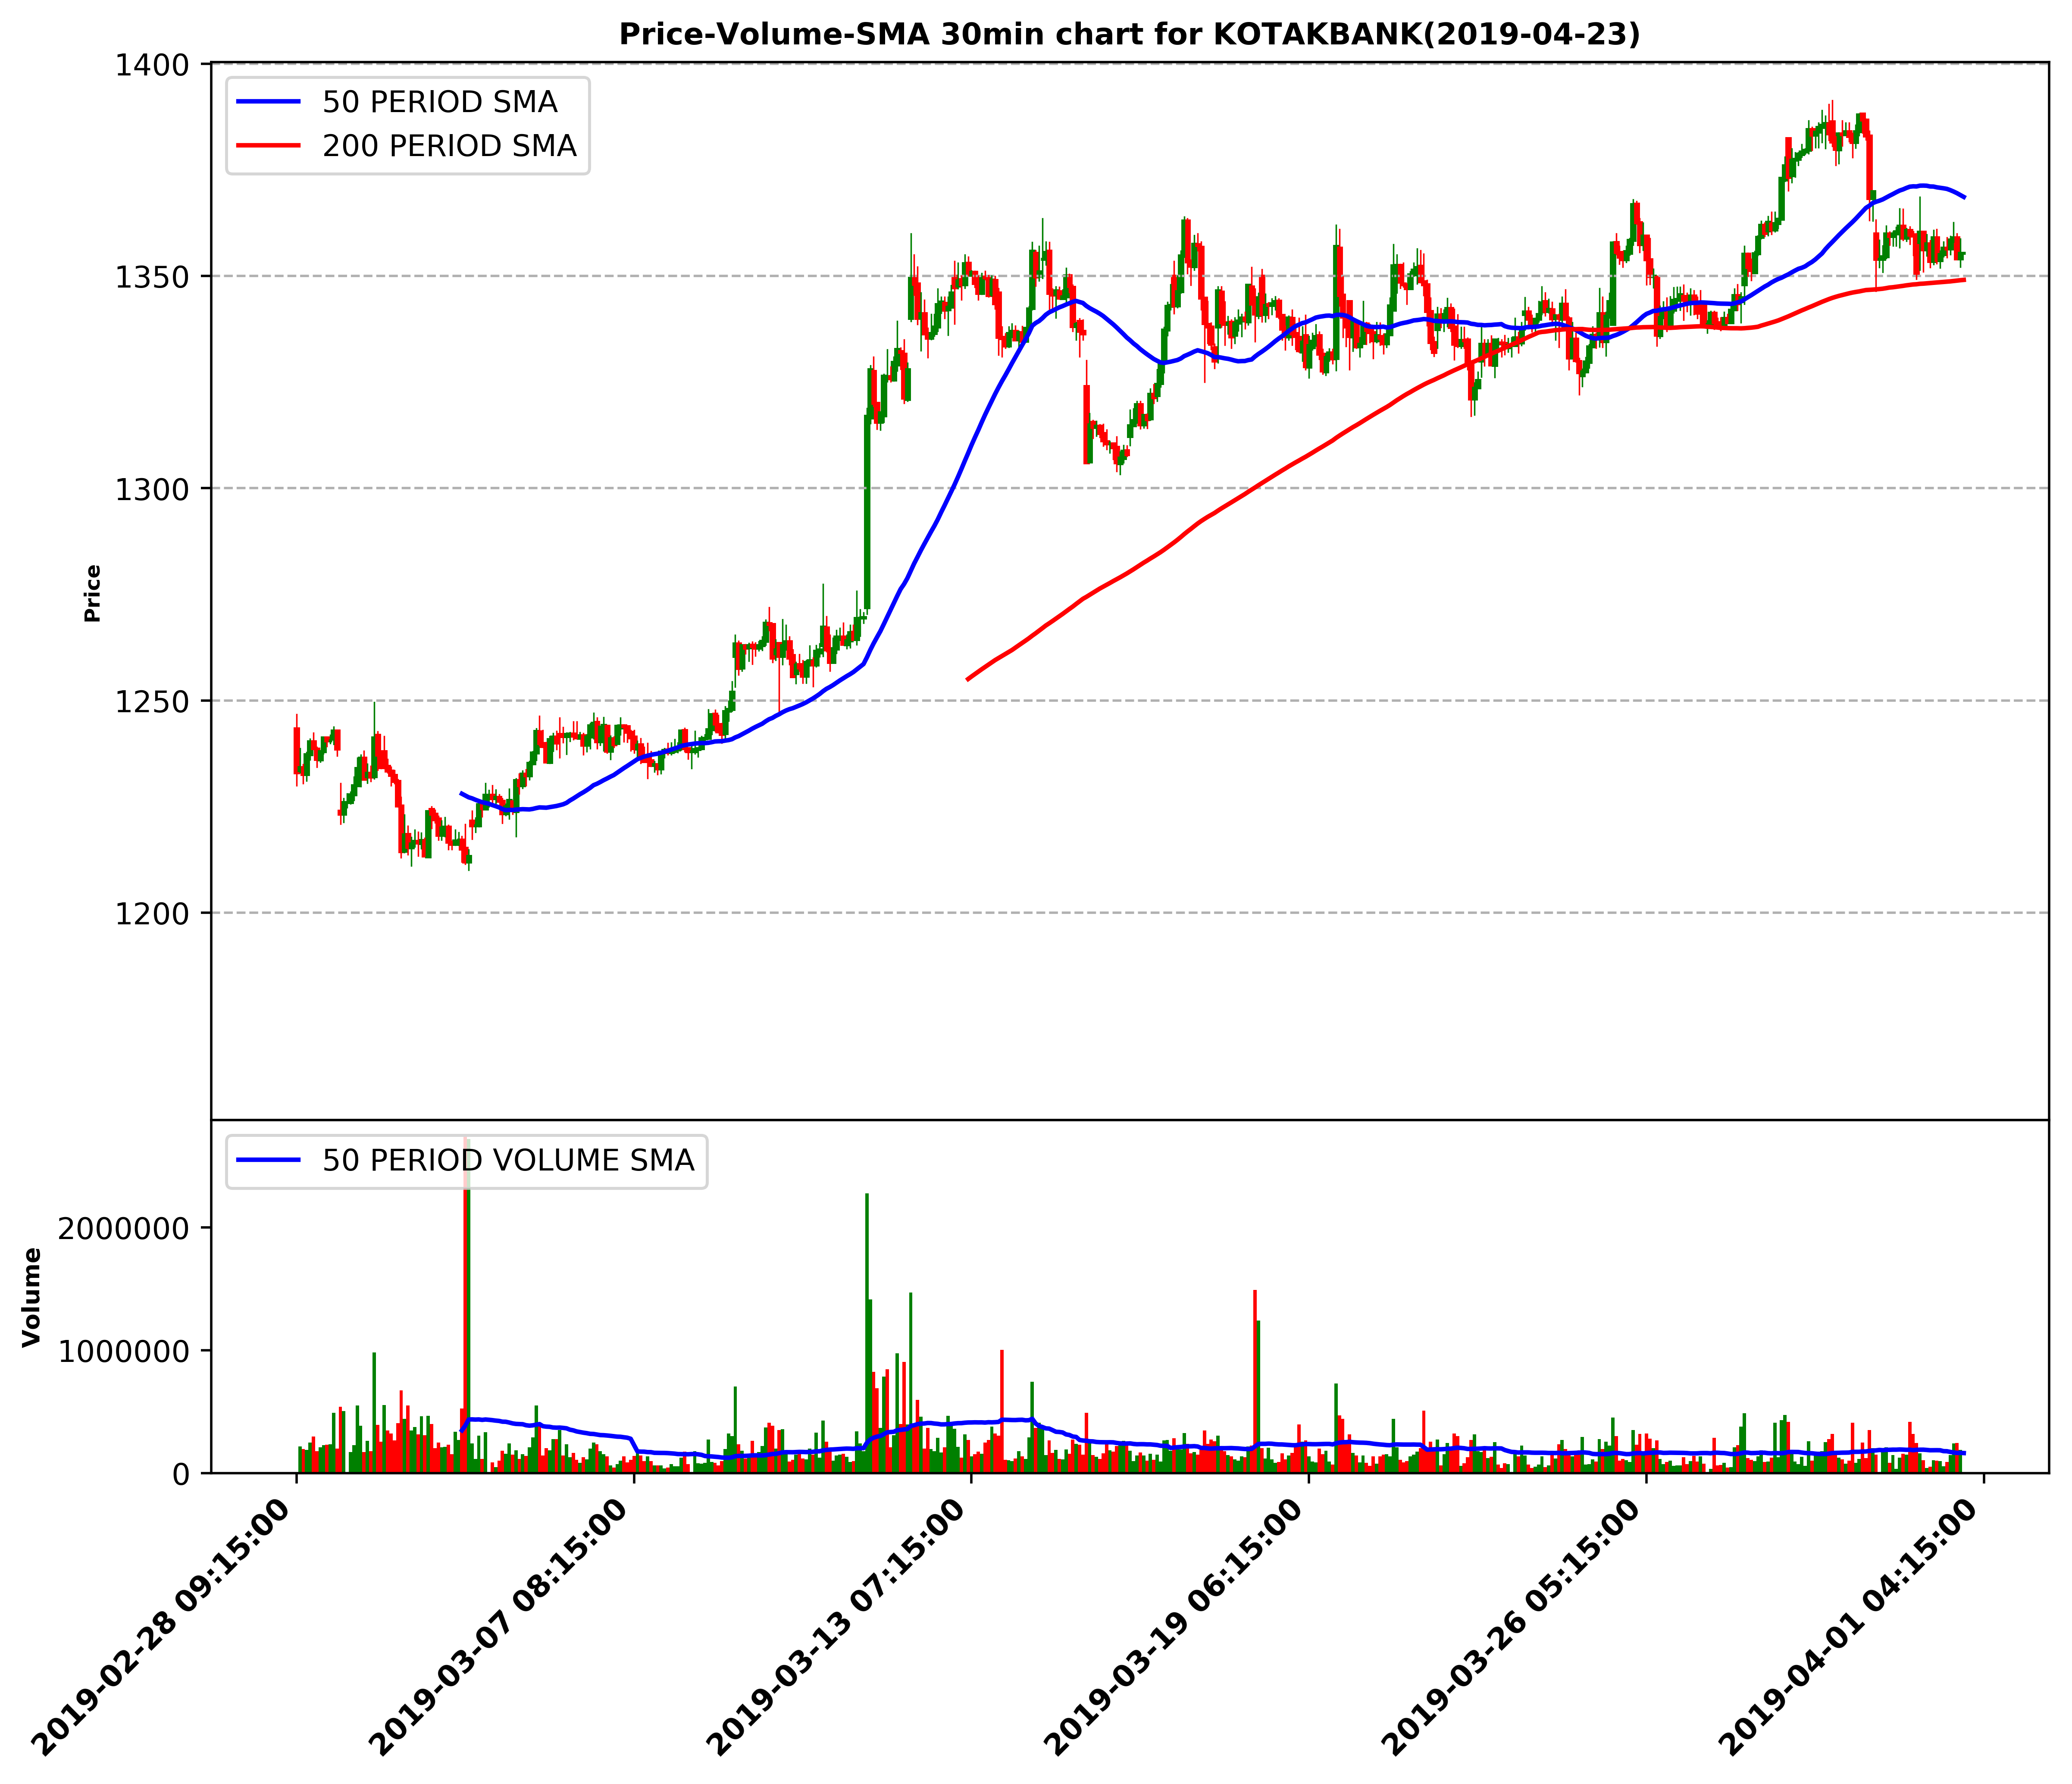 Price-Volume-SMA 30min chart for KOTAKBANK(2019-04-23)
1400
50 PERIOD SMA
200 PERIOD SMA
1350
1300
Price
1250
1200
50 PERIOD VOLUME SMA
2000000
Volume
1000000
0
2019-02-28 09:15:00
2019-03-07 08:15:00
2019-03-13 07:15:00
2019-03-19 06:15:00
2019-03-26 05:15:00
2019-04-01 04:15:00